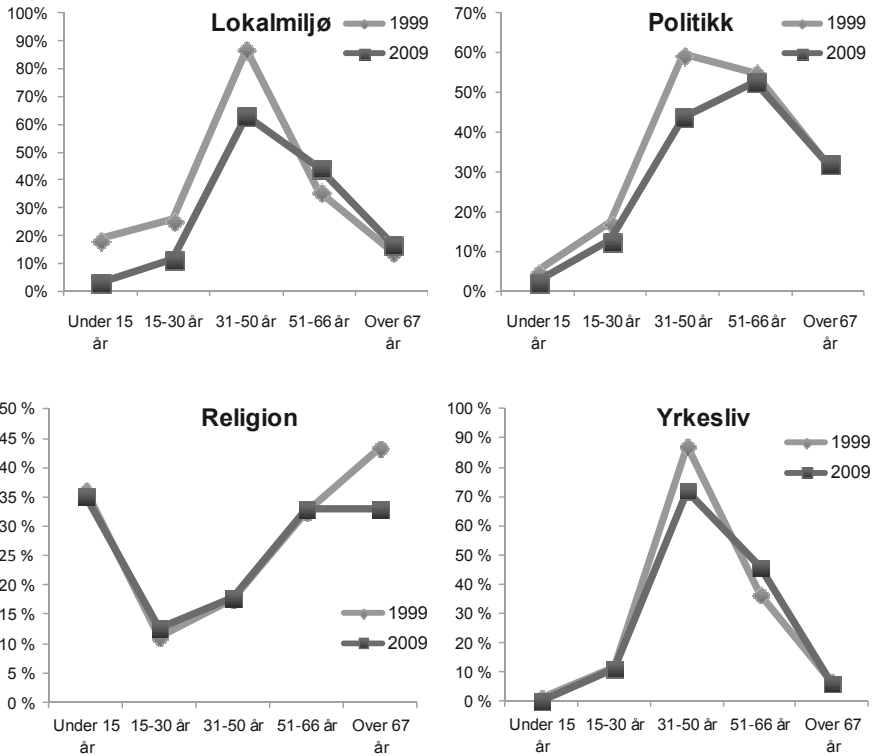 Lokalmiljø
1999
2009
100%
90%
80%
70%
60%
50%
40%
30%
20%
10%
0%
Under 15 år
15-30 år
31-50 år
51-66 år
Over 67 år
Politikk
1999
2009
70%
60%
50%
40%
30%
20%
10%
0%
Under 15 år
15-30 år
31-50 år
51-66 år
Over 67 år
Religion
50 %
45 %
40 %
35 %
30 %
25 %
20 %
15 %
10 %
5 %
0 %
1999
2009
Under 15 år
15-30 år
31-50 år
51-66 år
Over 67 år
Yrkesliv
1999
2009
100 %
90 %
80 %
70 %
60 %
50 %
40 %
30 %
20 %
10 %
0 %
Under 15 år
15-30 år
31-50 år
51-66 år
Over 67 år